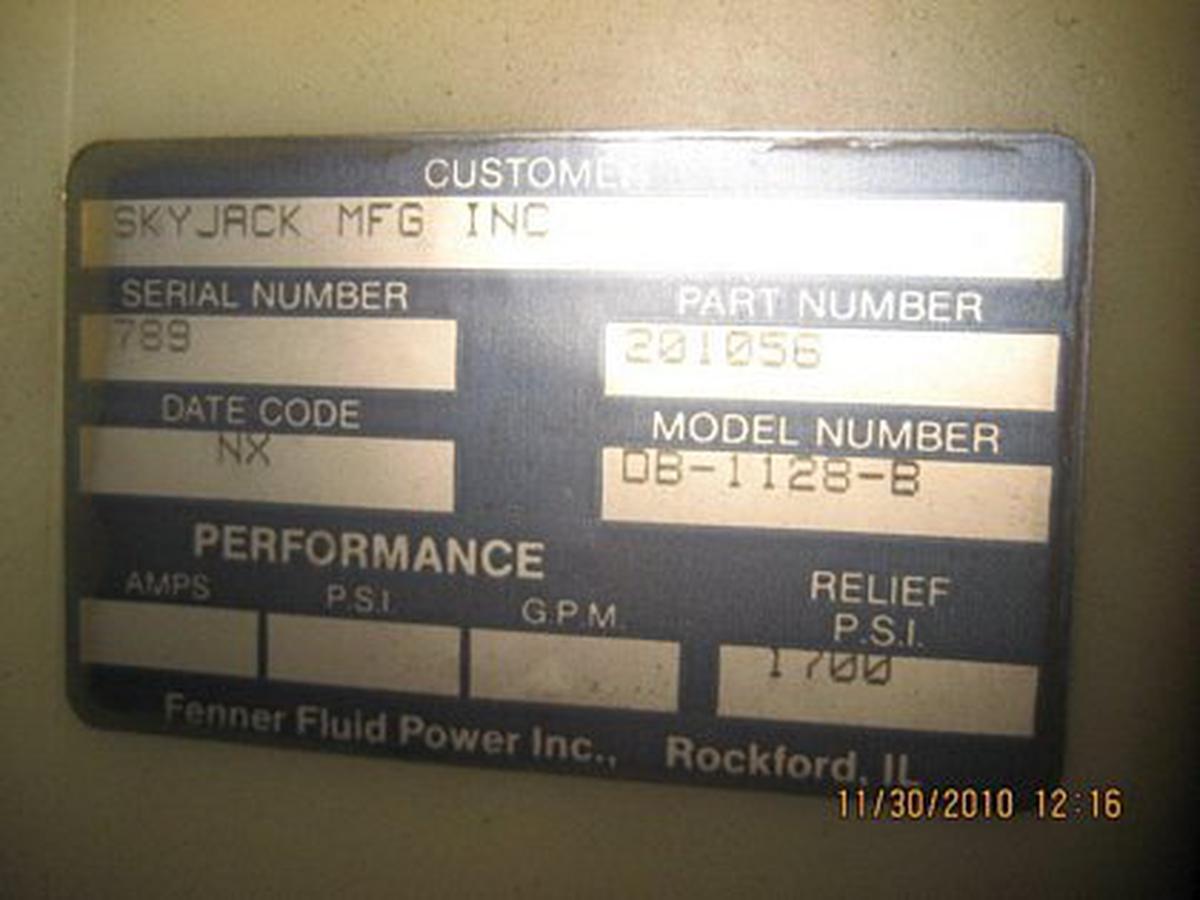 CUSTOMER
SKYJACK MFG INC
SERIAL NUMBER PART NUMBER
789 201056
DATE CODE MODEL NUMBER
NX DB-1128-B
PERFORMANCE
AMPS P.S.I. G.P.M. RELIEF P.S.I.
1700
Fenner Fluid Power Inc., Rockford, IL
11/30/2010 12:16